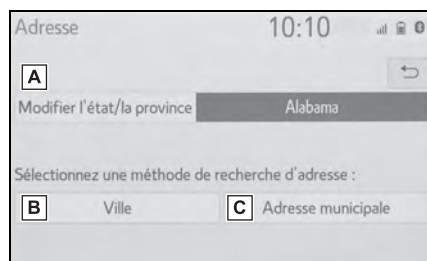 Adresse 10:10
A
Modifier l'état/la province Alabama
Sélectionnez une méthode de recherche d'adresse :
B Ville C Adresse municipale